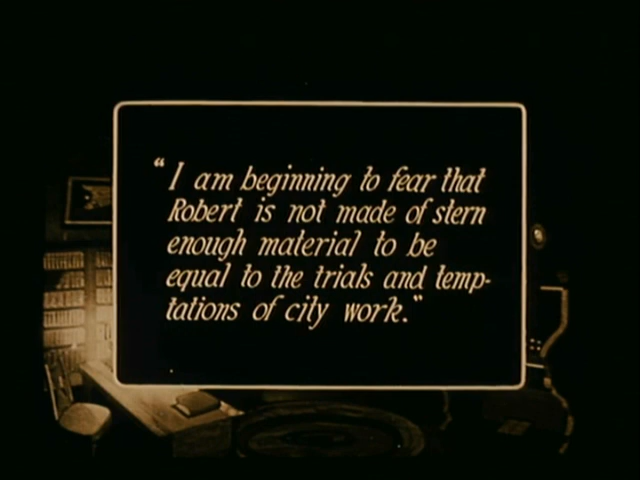 “I am beginning to fear that
Robert is not made of stern
enough material to be
equal to the trials and temp-
tations of city work.”